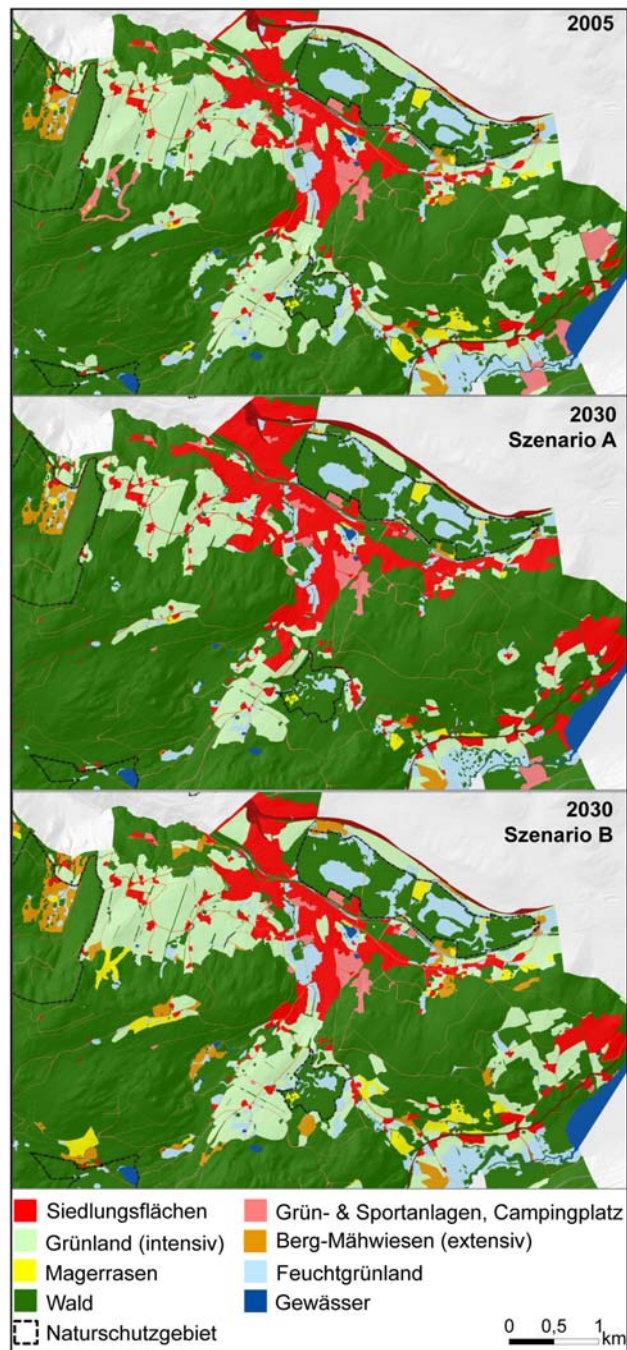 2005
2030
Szenario A
2030
Szenario B
Siedlungsflächen
Grün- & Sportanlagen, Campingplatz
Grünland (intensiv)
Berg-Mähwiesen (extensiv)
Magerrasen
Feuchtgrünland
Wald
Gewässer
Naturschutzgebiet
0 0,5 1
km